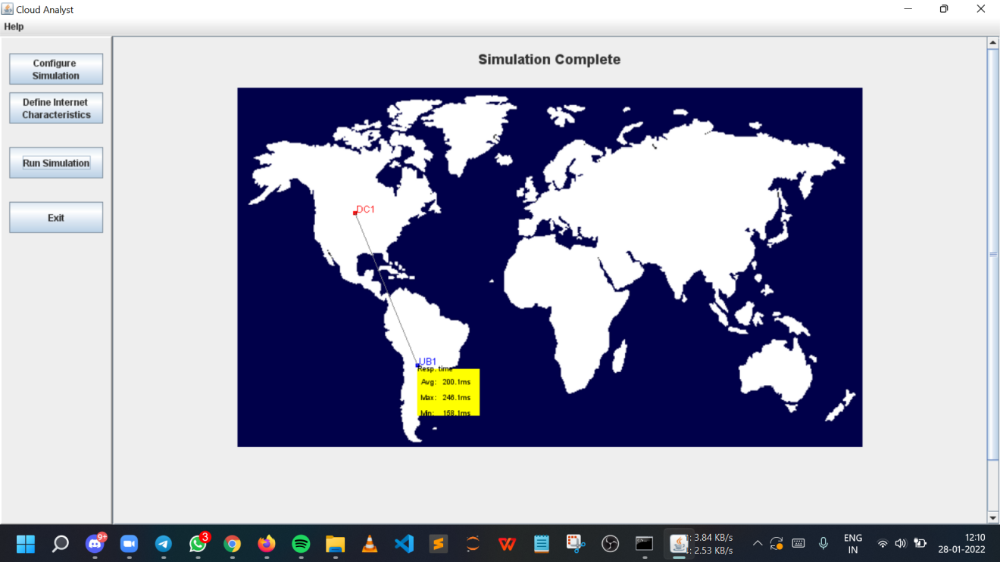 Cloud Analyst
Help
Configure
Simulation
Define Internet
Characteristics
Run Simulation
Exit
Simulation Complete
DC1
UB1
Resp. time
Avg: 200.1ms
Max: 246.1ms
Min: 158.1ms
9+
3
: 3.84 KB/s
: 2.53 KB/s
ENG
IN
12:10
28-01-2022